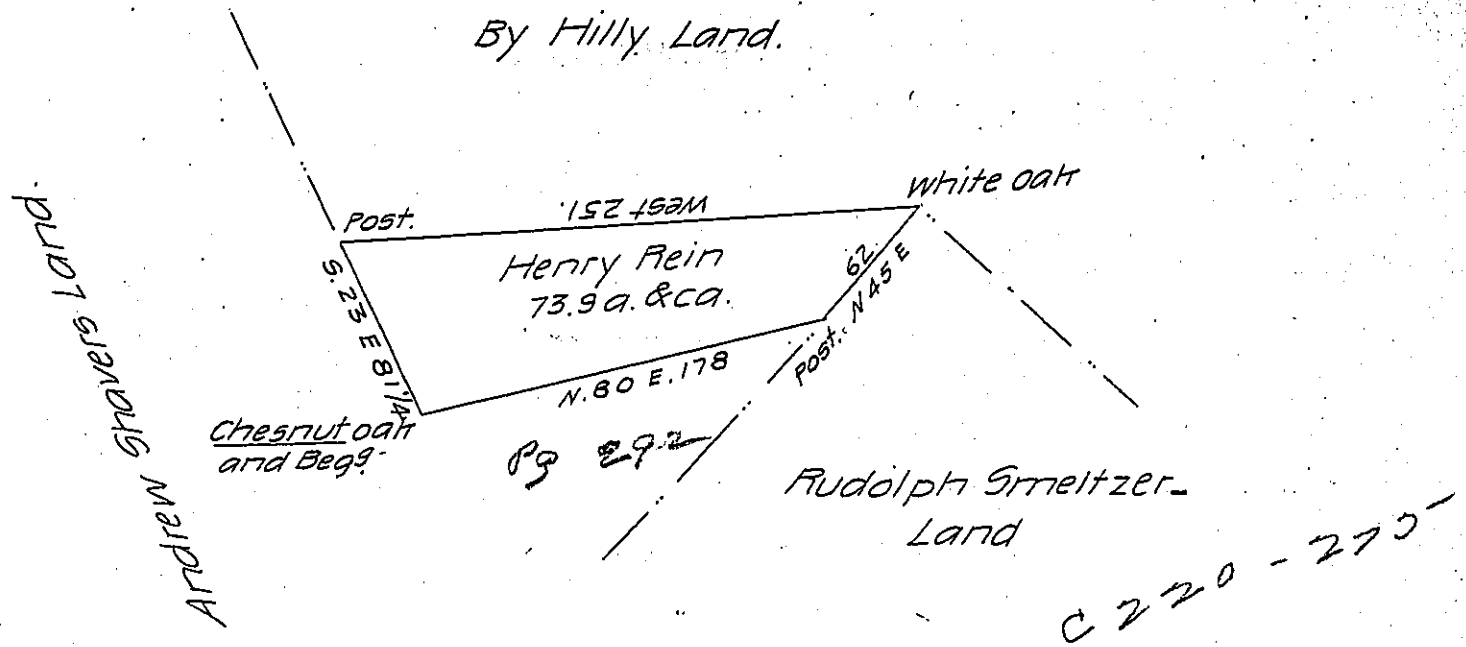 By Hilly Land.
White oak
Post.
West 251.
Henry Rein
73.9 a. & ca.
62.
N 45 E
S. 23 E 81 1/4
Post.
N. 80 E. 178
Chesnut oak
and Begg.
Pg 292
Andrew Shavers Land.
Rudolph Smeltzer
Land
C 220 - 275